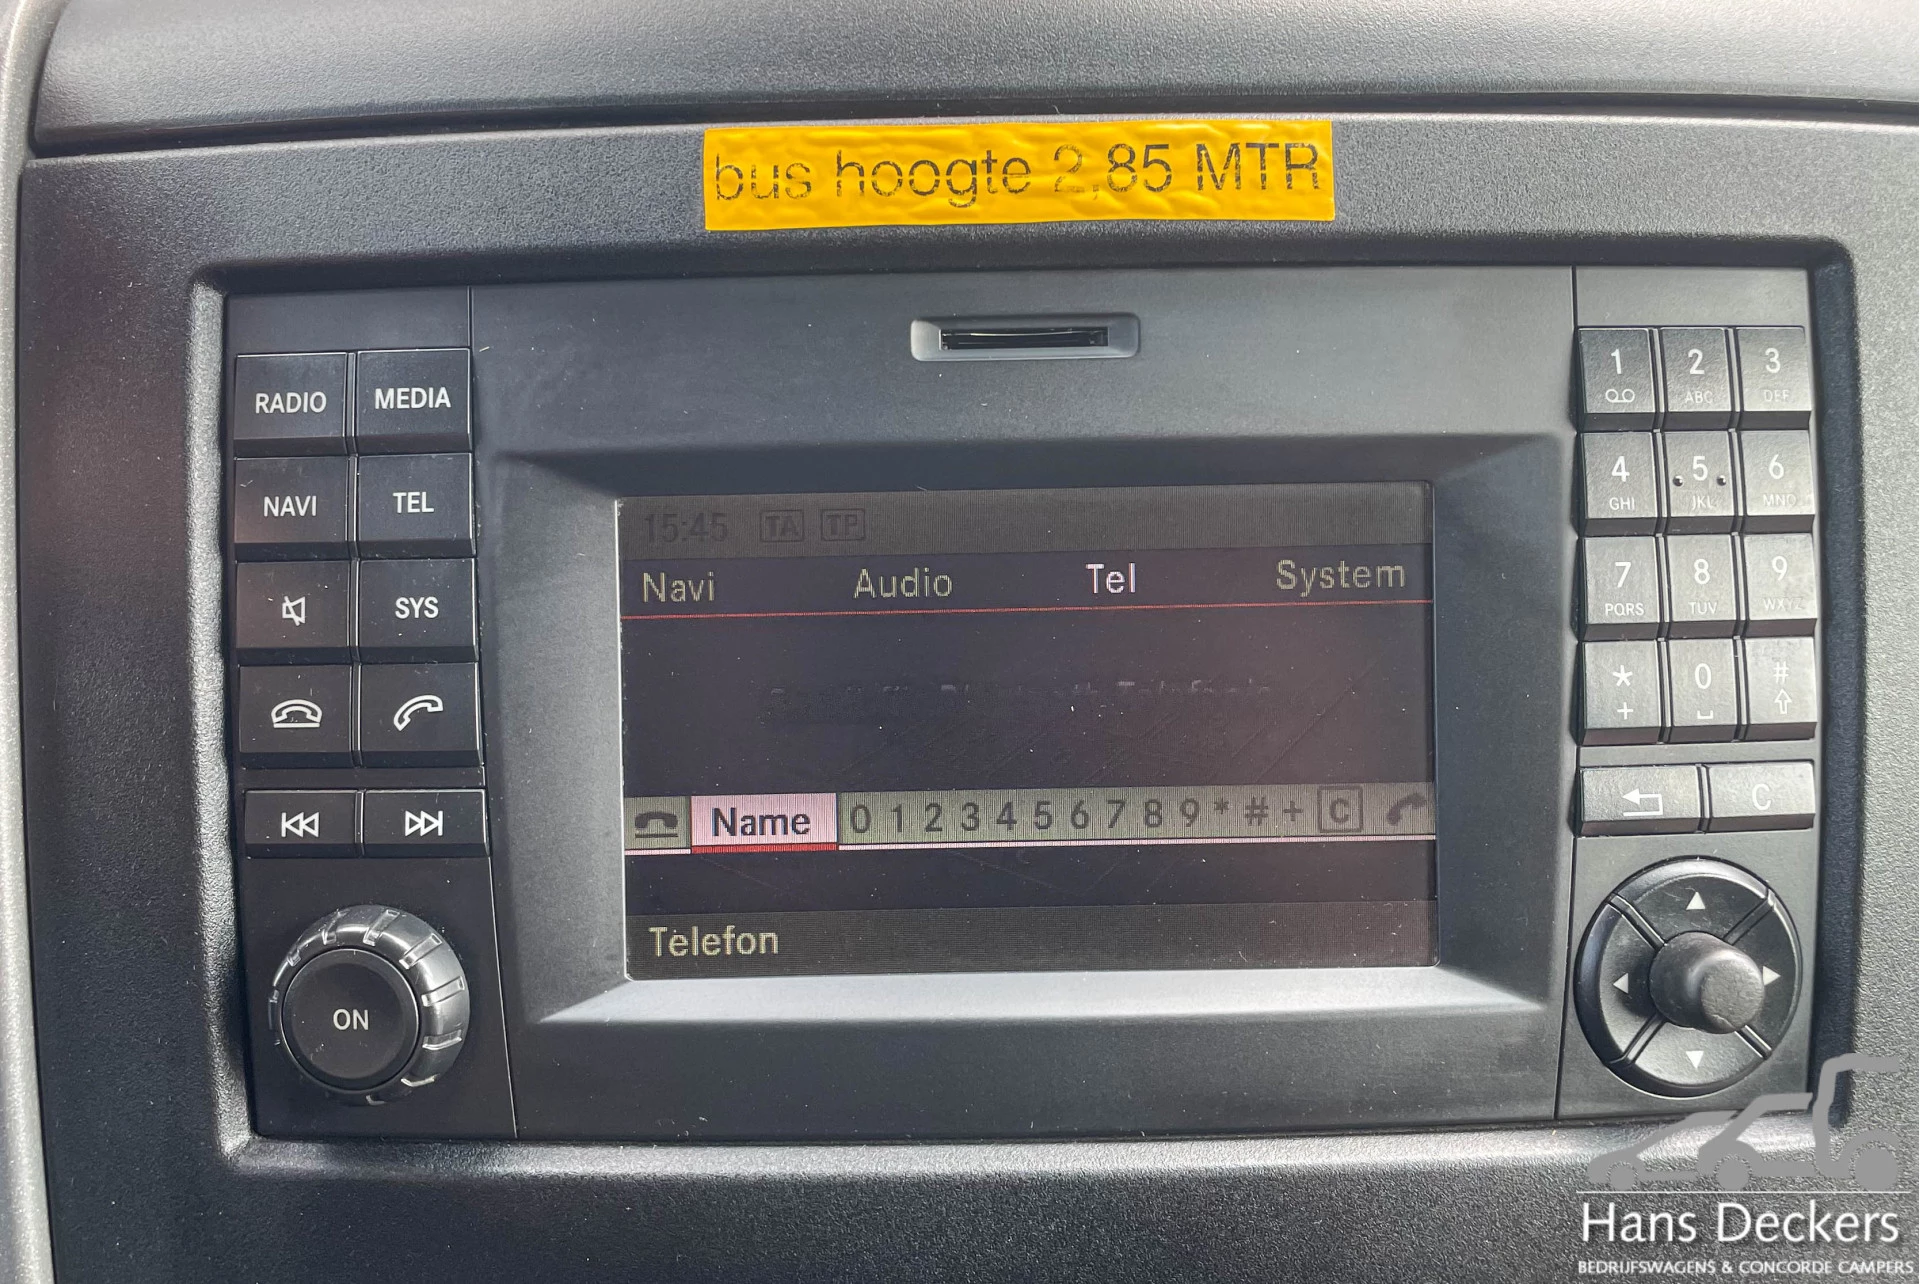 bus hoogte 2,85 MTR
RADIO MEDIA
NAVI TEL
SYS
ON
15:45 TA TP
Navi Audio Tel System
Name 0 1 2 3 4 5 6 7 8 9 * # + C
Telefon
1 2 3
ABC DEF
4 5 6
GHI JKL MNO
7 8 9
PQRS TUV WXYZ
* 0 #
+
C
Hans Deckers
BEDRIJFSWAGENS & CONCORDE CAMPERS